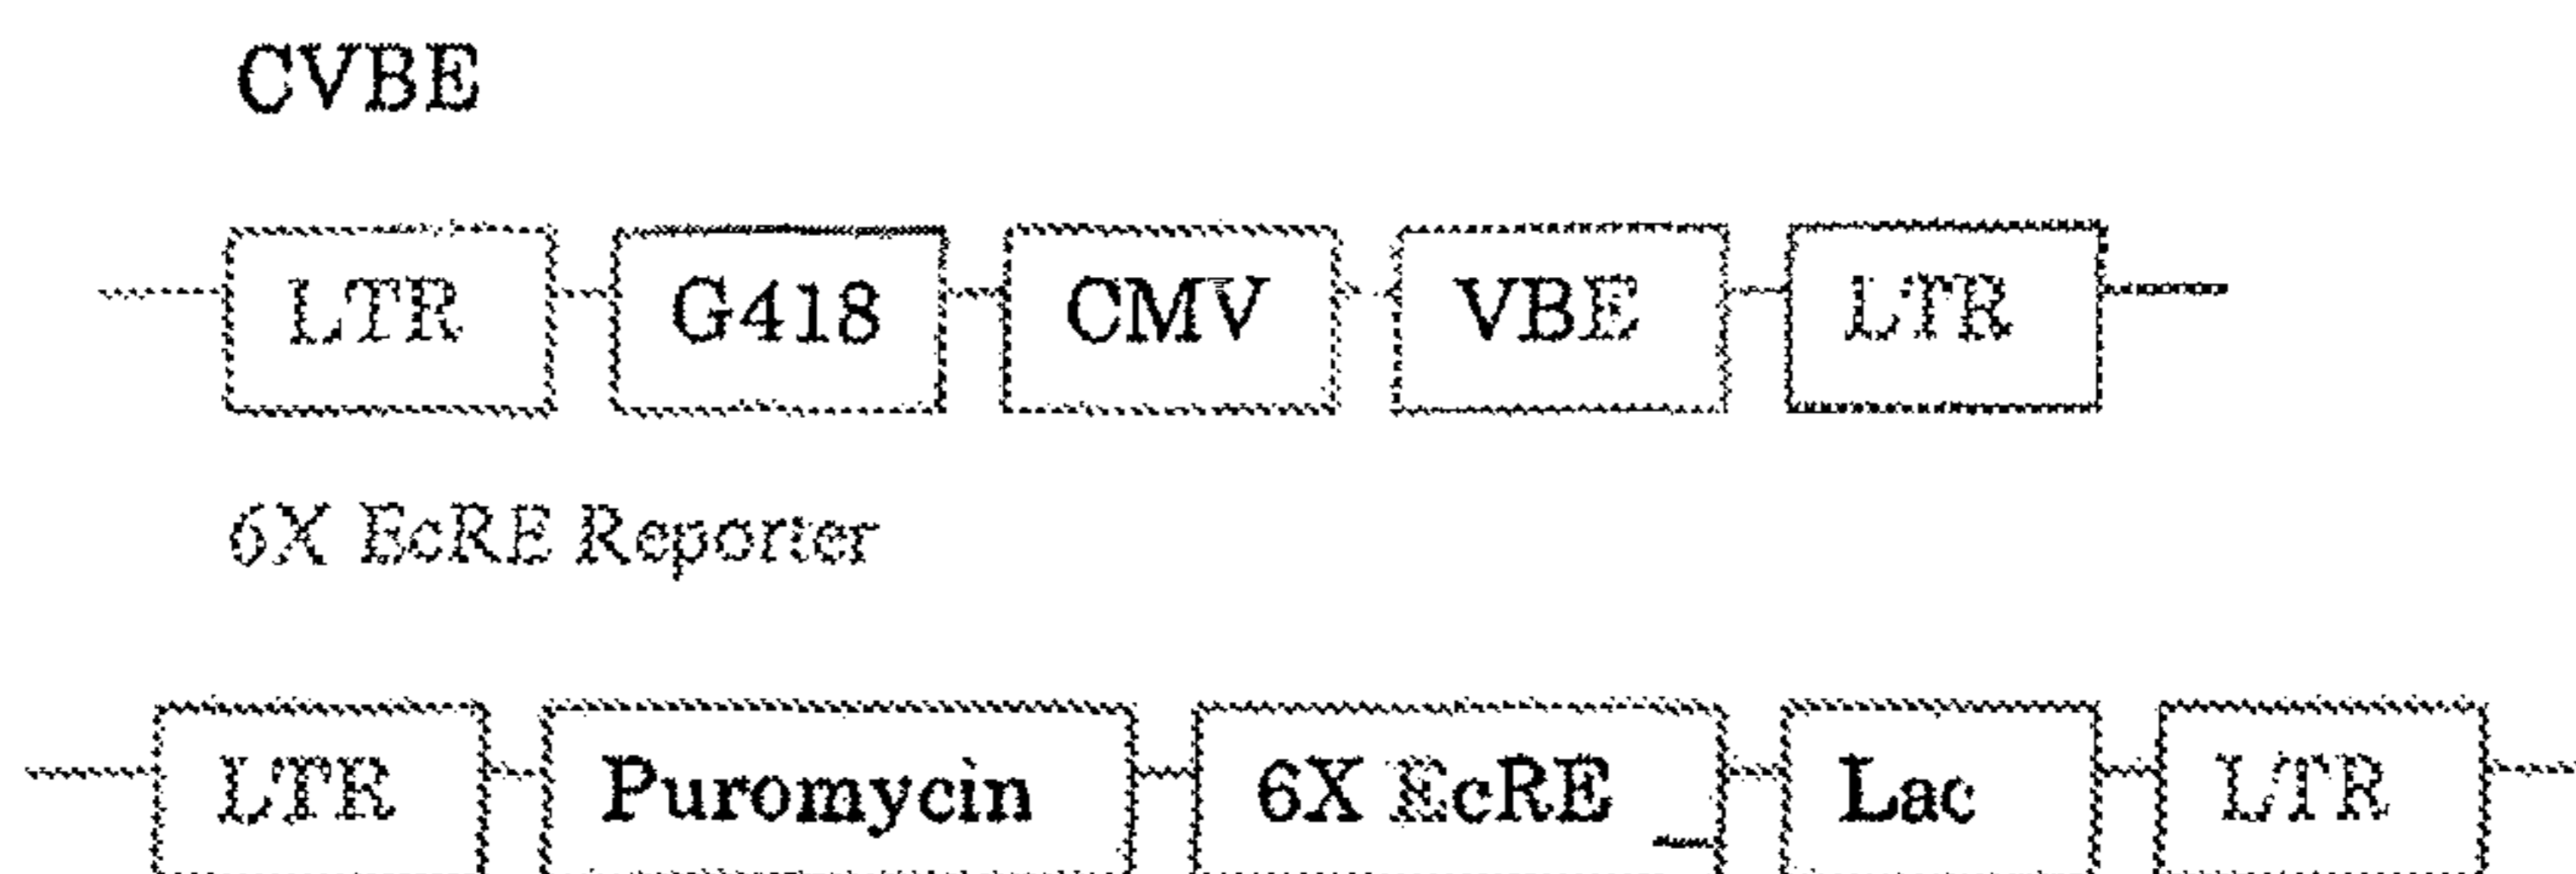 CVBE
LTR G418 CMV VBE LTR
6X EcRE Reporter
LTR Puromycin 6X EcRE Lac LTR